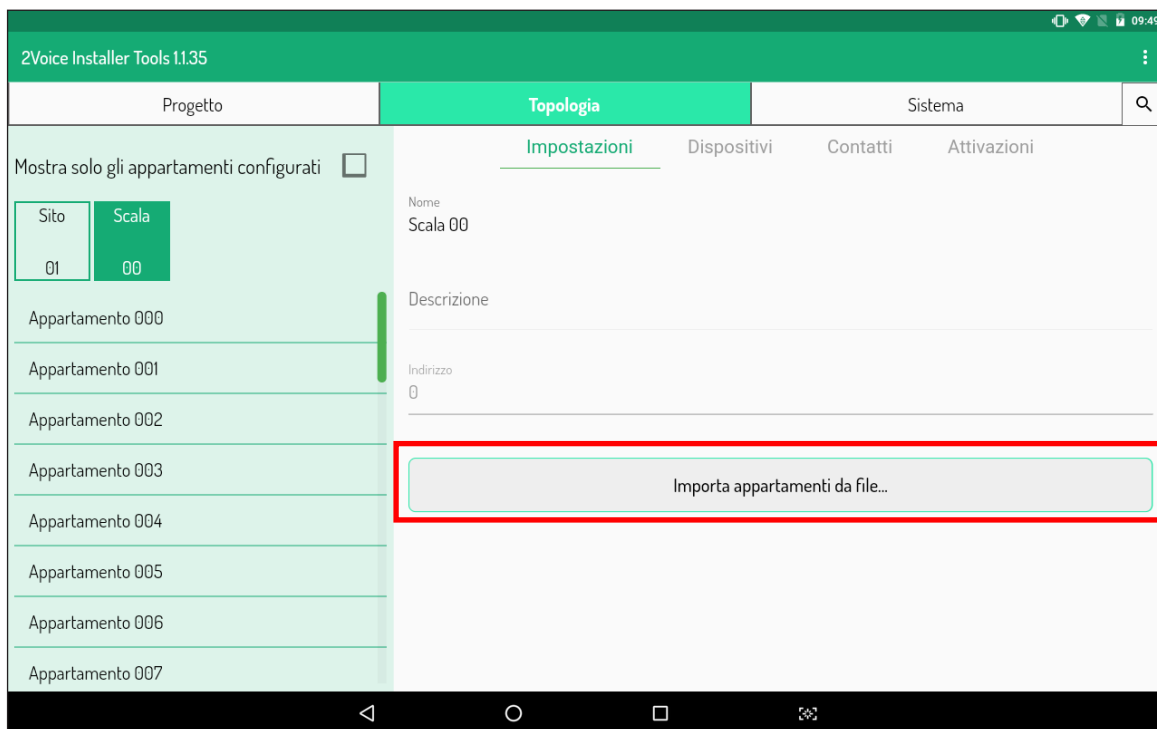 09:49
2Voice Installer Tools 1.1.35
Progetto
Topologia
Sistema
Mostra solo gli appartamenti configurati
Sito
01
Scala
00
Appartamento 000
Appartamento 001
Appartamento 002
Appartamento 003
Appartamento 004
Appartamento 005
Appartamento 006
Appartamento 007
Impostazioni
Dispositivi
Contatti
Attivazioni
Nome
Scala 00
Descrizione
Indirizzo
0
Importa appartamenti da file...